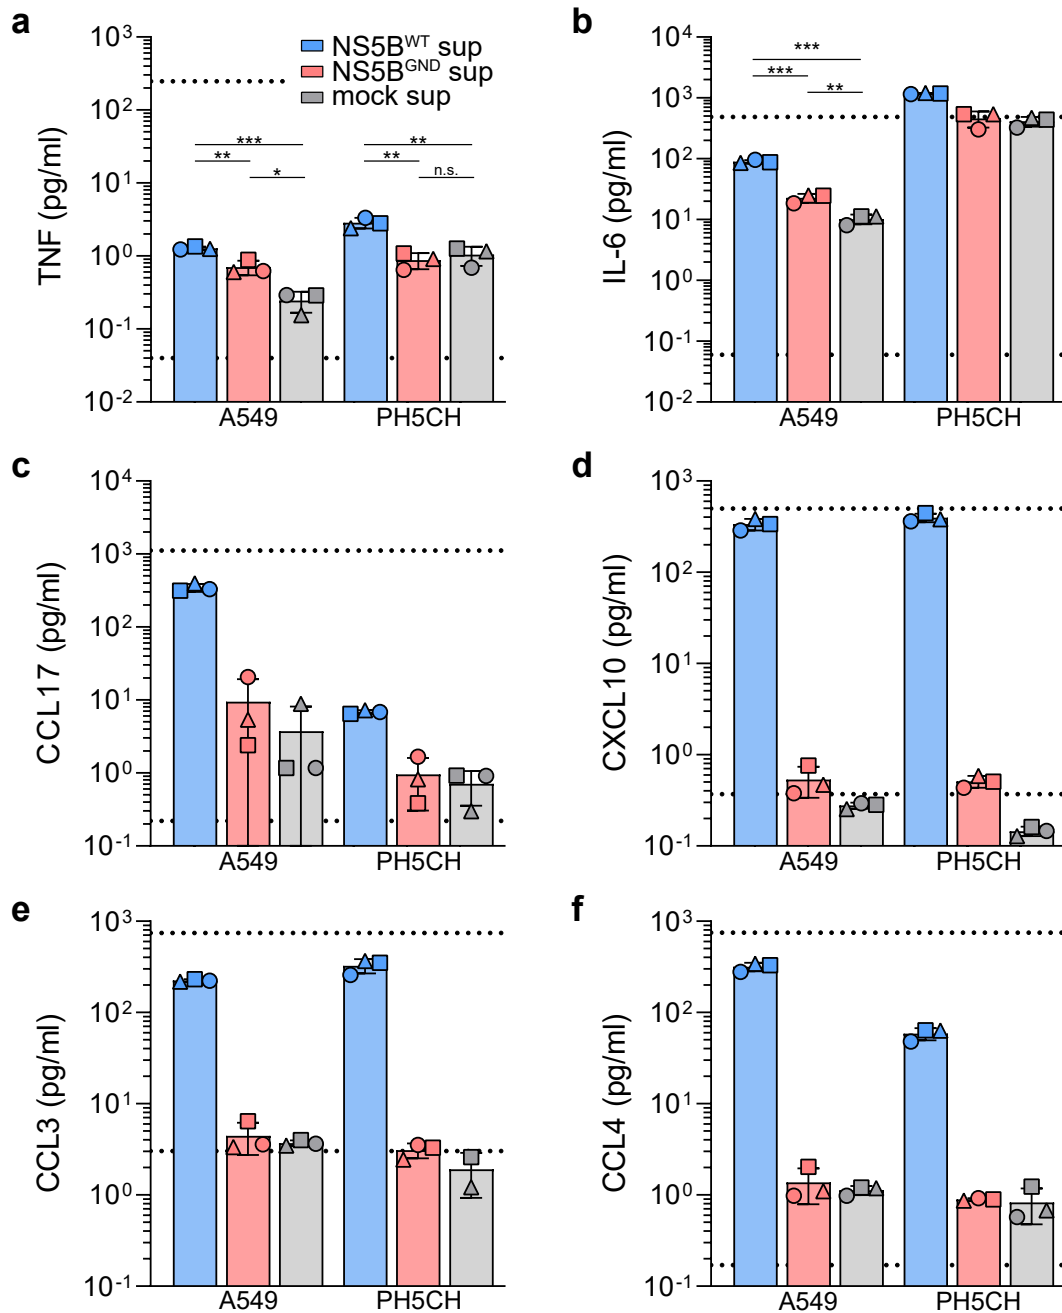 a
TNF (pg/ml)
10³
10²
10¹
10⁰
10⁻¹
10⁻²
NS5Bᵂᵀ sup
NS5Bᴳᴺᴰ sup
mock sup
***
**
*
**
**
n.s.
A549 PH5CH
b
IL-6 (pg/ml)
10⁴
10³
10²
10¹
10⁰
10⁻¹
10⁻²
***
***
**
A549 PH5CH
c
CCL17 (pg/ml)
10⁴
10³
10²
10¹
10⁰
10⁻¹
A549 PH5CH
d
CXCL10 (pg/ml)
10³
10²
10¹
10⁰
10⁻¹
A549 PH5CH
e
CCL3 (pg/ml)
10³
10²
10¹
10⁰
10⁻¹
A549 PH5CH
f
CCL4 (pg/ml)
10³
10²
10¹
10⁰
10⁻¹
A549 PH5CH